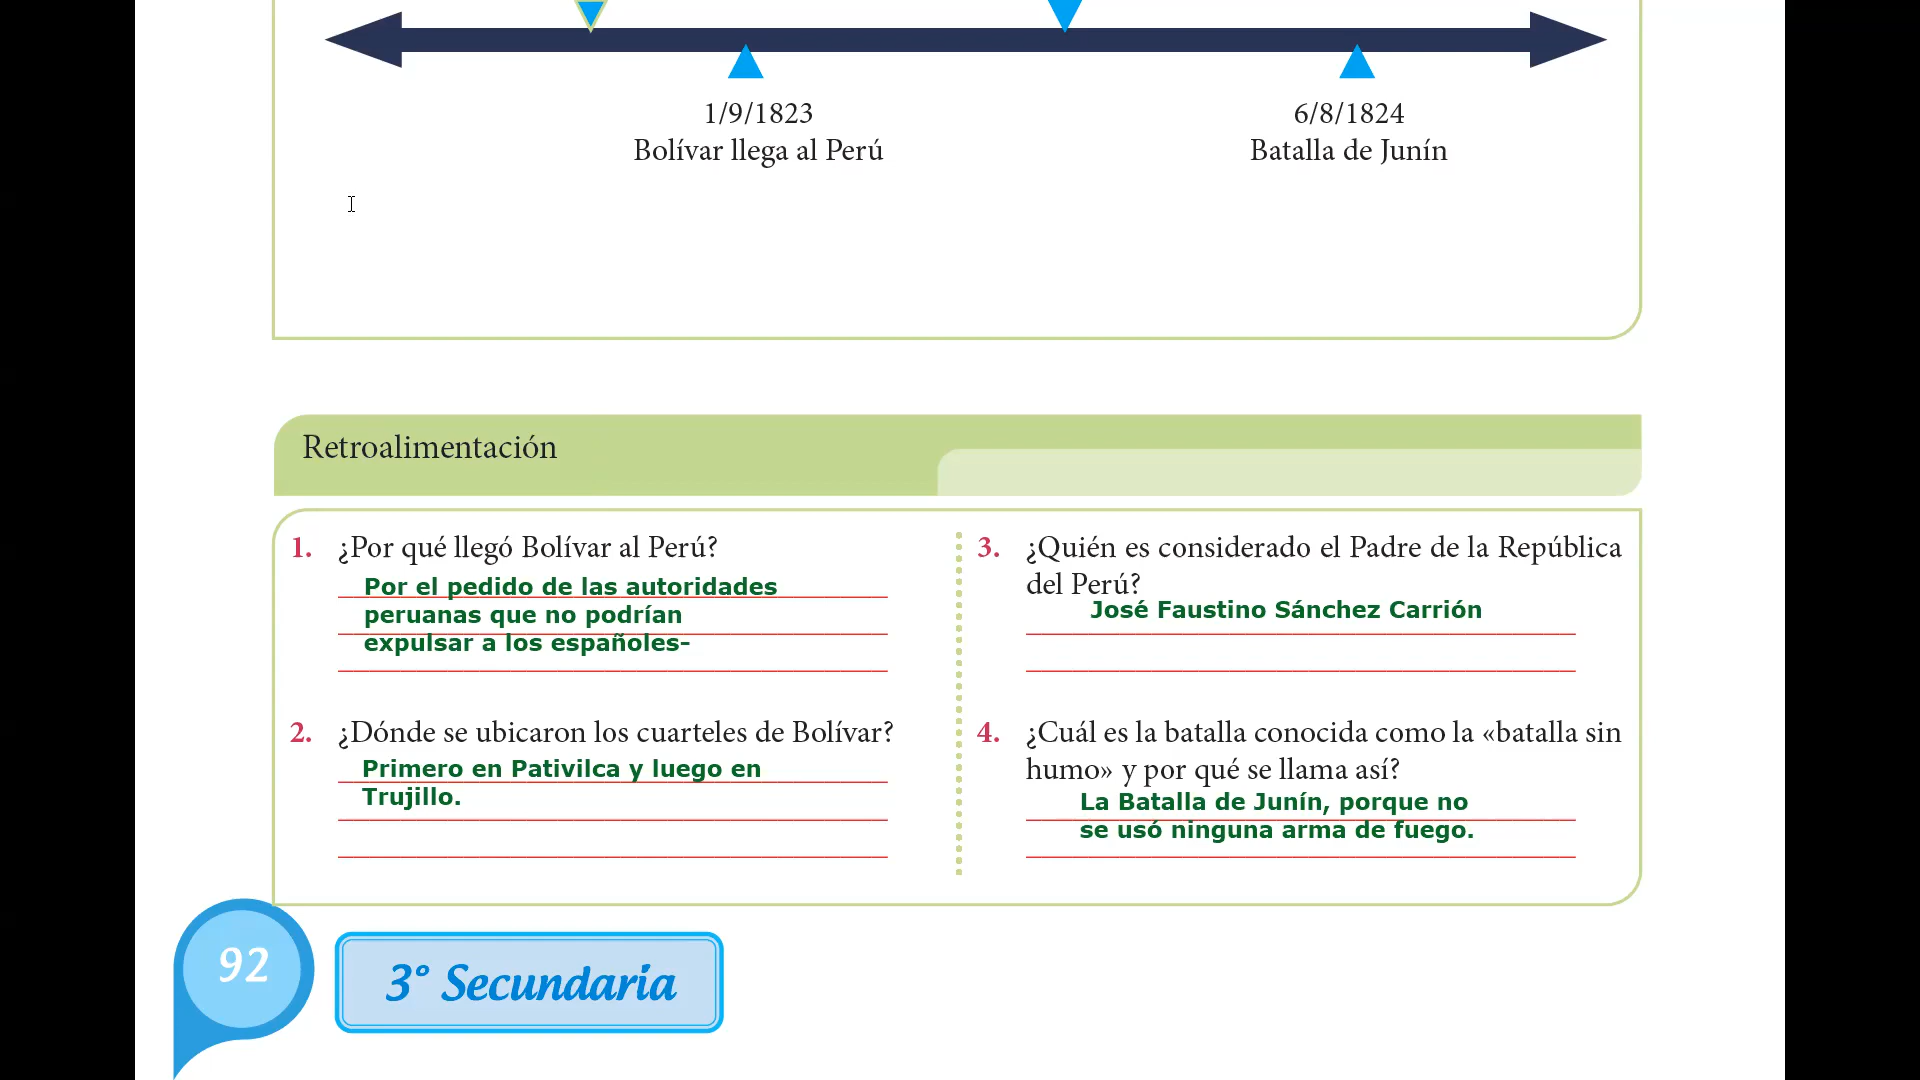 1/9/1823
Bolívar llega al Perú
6/8/1824
Batalla de Junín
Retroalimentación
1. ¿Por qué llegó Bolívar al Perú?
Por el pedido de las autoridades
peruanas que no podrían
expulsar a los españoles-
2. ¿Dónde se ubicaron los cuarteles de Bolívar?
Primero en Pativilca y luego en
Trujillo.
3. ¿Quién es considerado el Padre de la República
del Perú?
José Faustino Sánchez Carrión
4. ¿Cuál es la batalla conocida como la «batalla sin
humo» y por qué se llama así?
La Batalla de Junín, porque no
se usó ninguna arma de fuego.
92
3° Secundaria